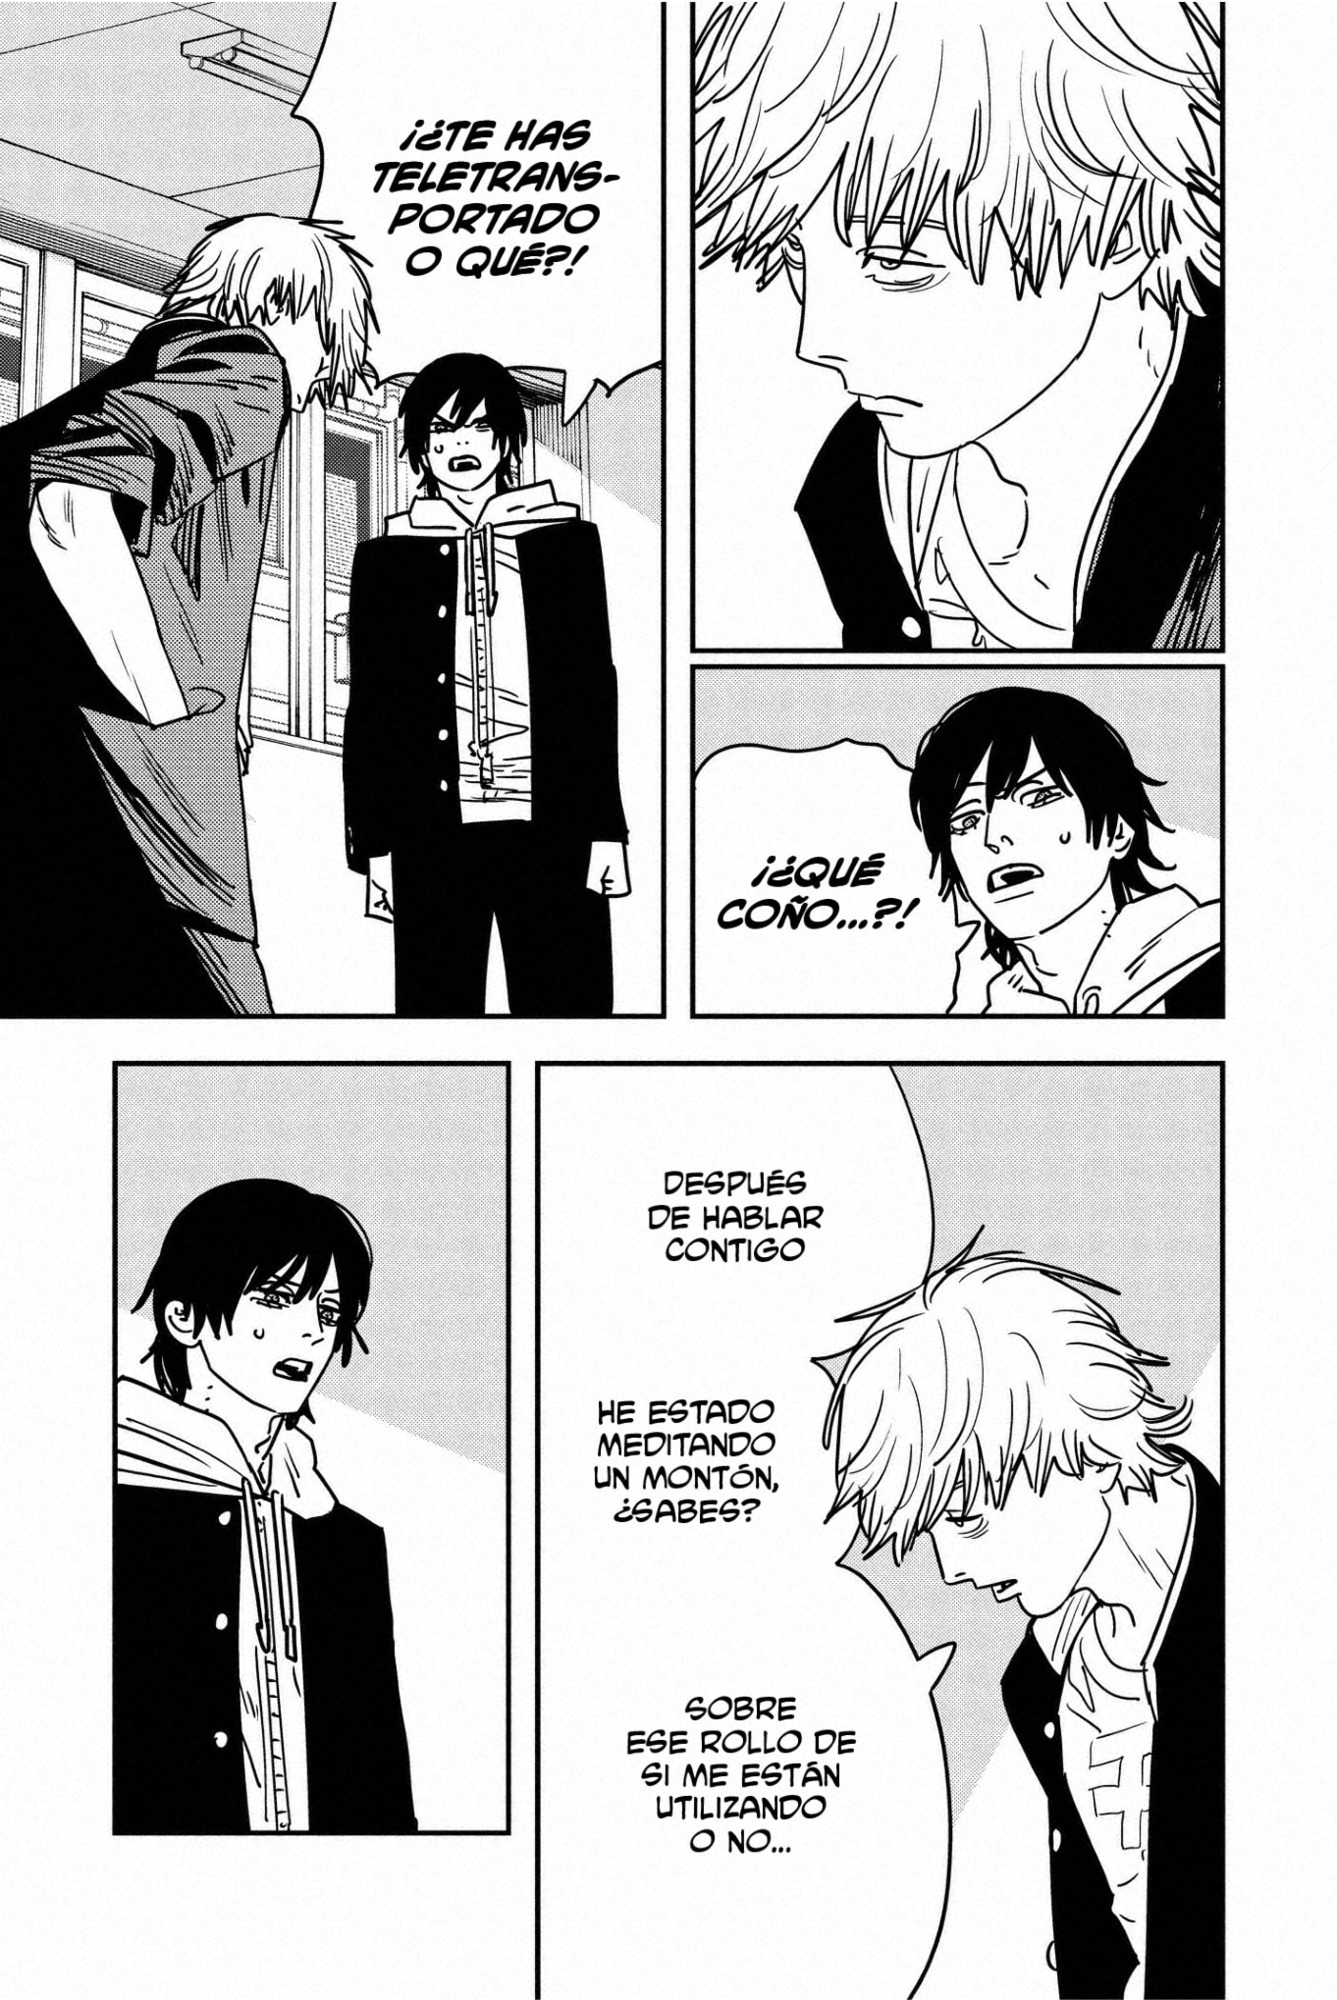 ¡¿QUÉ
COÑO...?!
¡¿TE HAS
TELETRANS-
PORTADO
O QUÉ?!
DESPUÉS
DE HABLAR
CONTIGO
HE ESTADO
MEDITANDO
UN MONTÓN,
¿SABES?
SOBRE
ESE ROLLO DE
SI ME ESTÁN
UTILIZANDO
O NO...